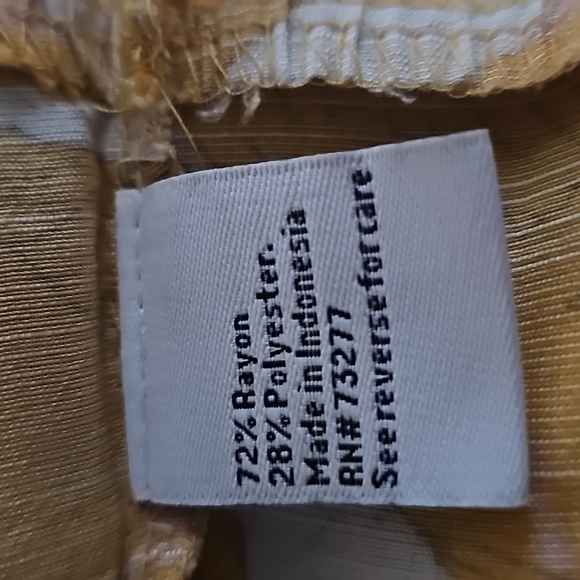 72% Rayon
28% Polyester.
Made in Indonesia
RN# 73277
See reverse for care